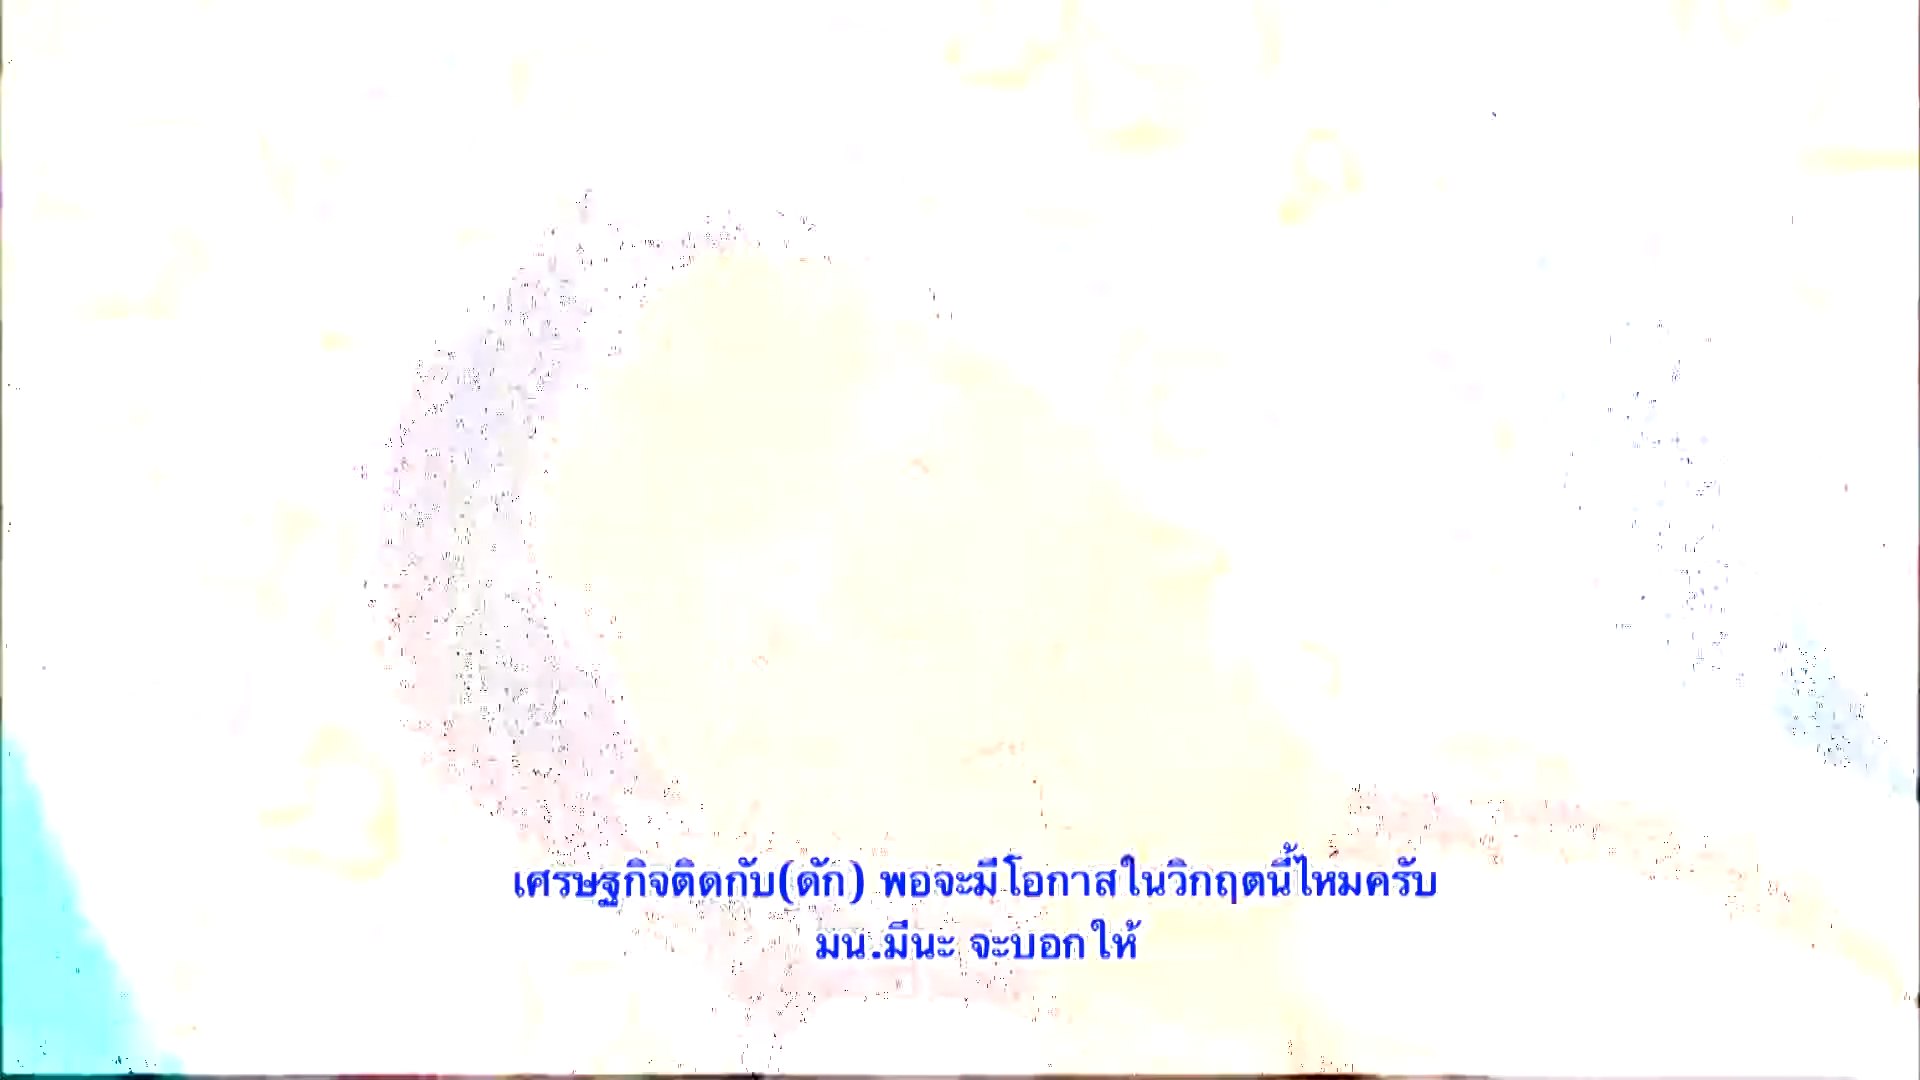 เศรษฐกิจติดกับ(ดัก) พอจะมีโอกาสในวิกฤตนี้ไหมครับ
มน.มีนะ จะบอกให้